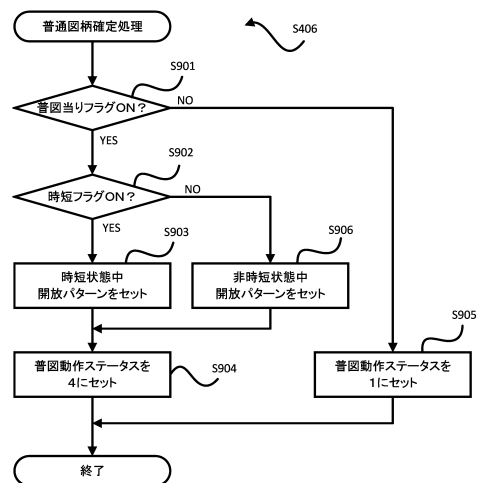 普通図柄確定処理
S406
S901
普図当りフラグON？
NO
YES
S902
時短フラグON？
NO
YES
S903
時短状態中
開放パターンをセット
S906
非時短状態中
開放パターンをセット
S904
普図動作ステータスを
4にセット
S905
普図動作ステータスを
1にセット
終了